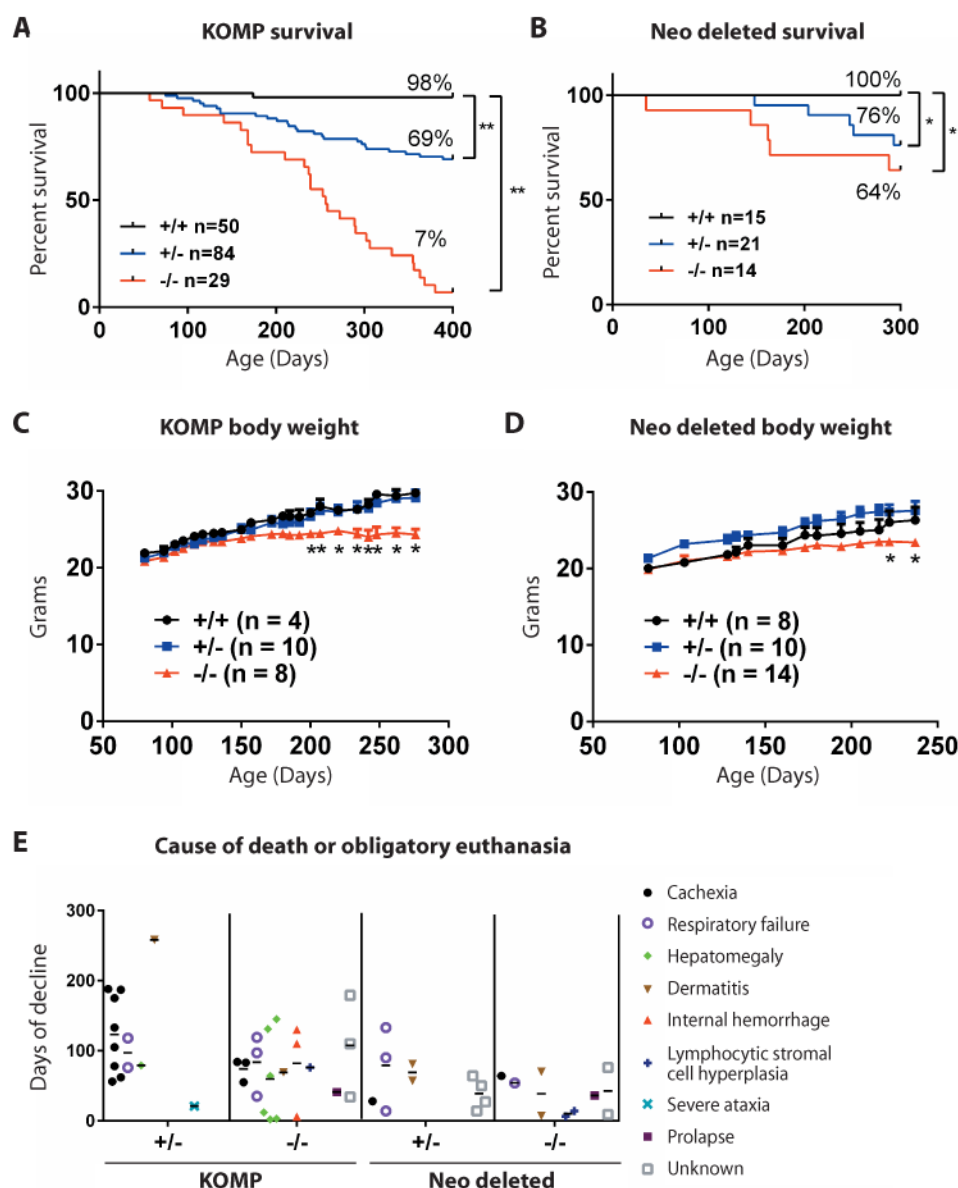 A
KOMP survival
98%
100
**
69%
**
Percent survival
50
+/+ n=50
+/- n=84
-/- n=29
7%
0
0 100 200 300 400
Age (Days)
B
Neo deleted survival
100%
100
76%
*
*
64%
Percent survival
50
+/+ n=15
+/- n=21
-/- n=14
0
0 100 200 300
Age (Days)
C
KOMP body weight
30
20
10
0
Grams
** * ** * *
+/+ (n = 4)
+/- (n = 10)
-/- (n = 8)
50 100 150 200 250 300
Age (Days)
D
Neo deleted body weight
30
20
10
0
Grams
* *
+/+ (n = 8)
+/- (n = 10)
-/- (n = 14)
50 100 150 200 250
Age (Days)
E
Cause of death or obligatory euthanasia
Days of decline
300
200
100
0
+/- -/- +/- -/-
KOMP Neo deleted
Cachexia
Respiratory failure
Hepatomegaly
Dermatitis
Internal hemorrhage
Lymphocytic stromal
cell hyperplasia
Severe ataxia
Prolapse
Unknown